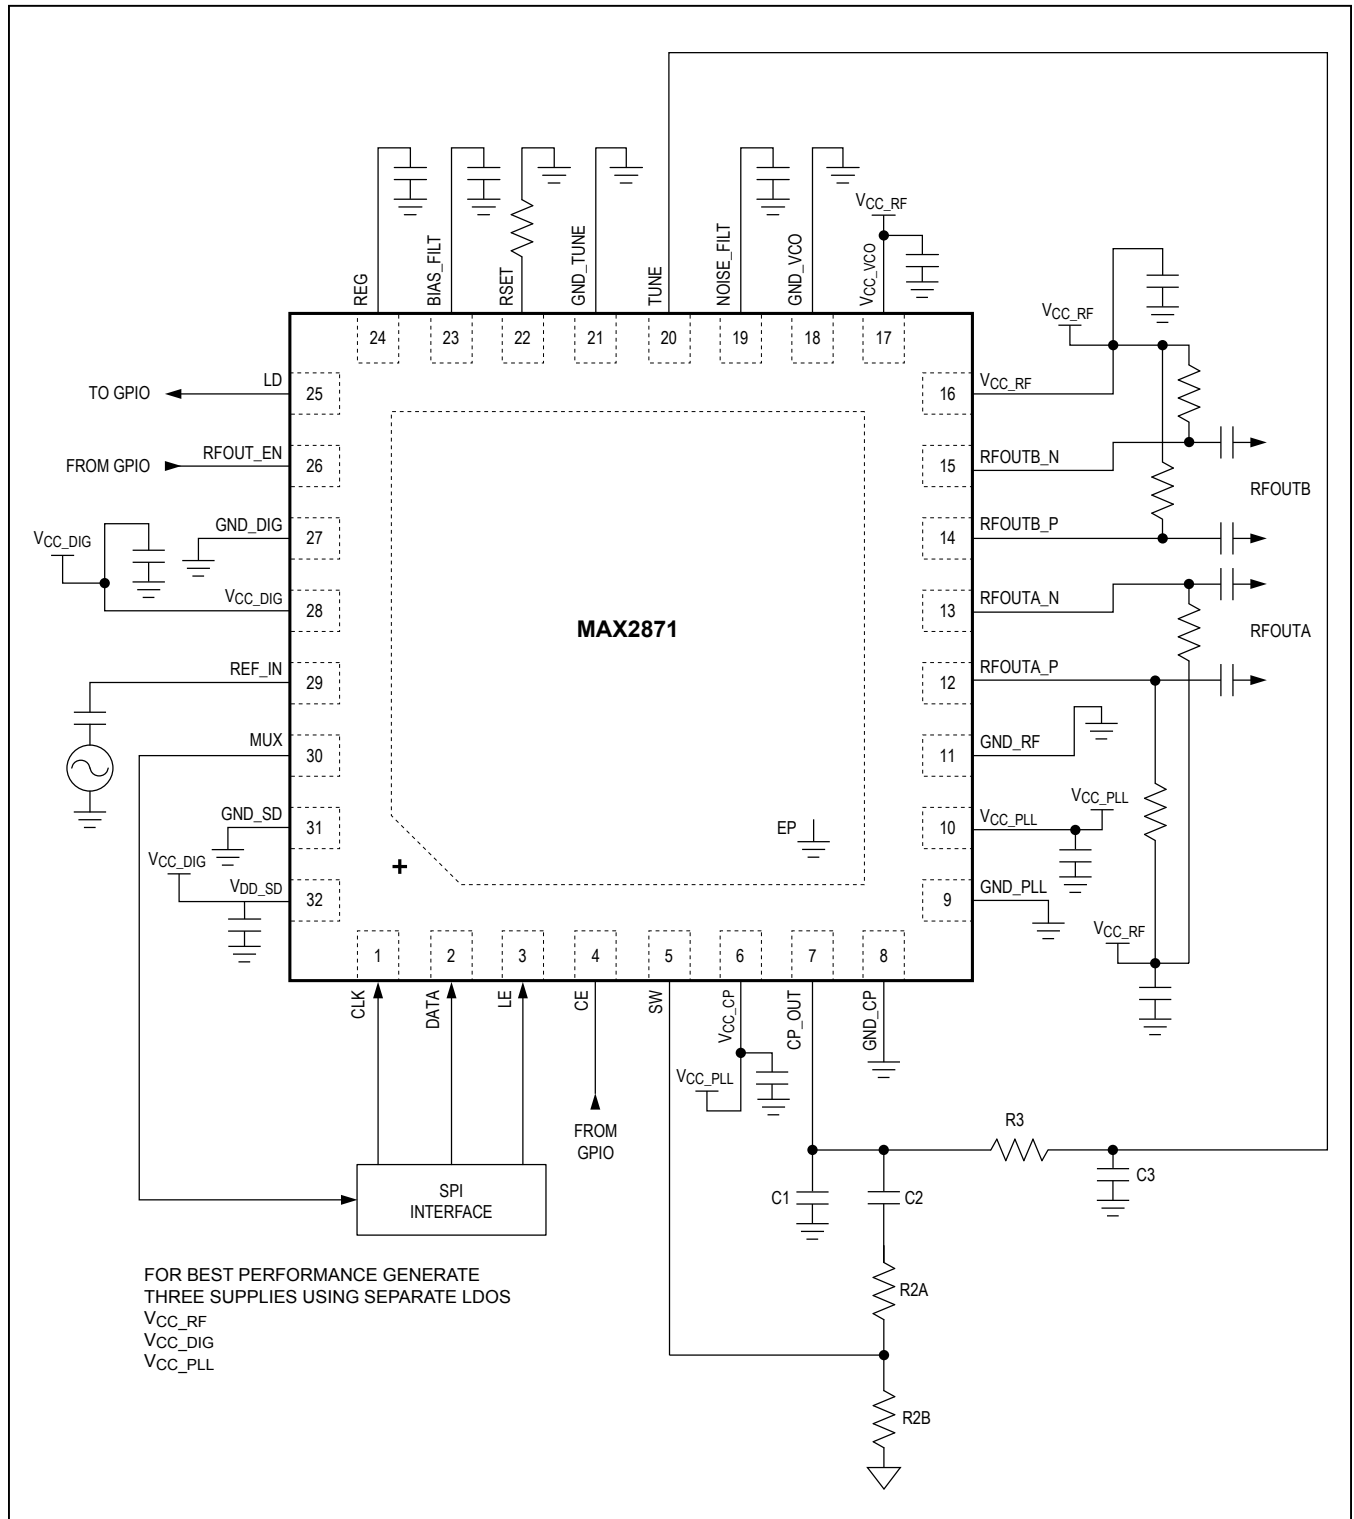 REG
BIAS_FILT
RSET
GND_TUNE
TUNE
NOISE_FILT
GND_VCO
VCC_RF
VCC_VCO
24
23
22
21
20
19
18
17
VCC_RF
TO GPIO
LD
25
16
VCC_RF
FROM GPIO
RFOUT_EN
26
15
RFOUTB_N
RFOUTB
VCC_DIG
GND_DIG
27
14
RFOUTB_P
VCC_DIG
28
13
RFOUTA_N
MAX2871
RFOUTA
REF_IN
29
12
RFOUTA_P
MUX
30
11
GND_RF
GND_SD
31
EP
10
VCC_PLL
VCC_PLL
VCC_DIG
VDD_SD
32
+
9
GND_PLL
VCC_RF
1
2
3
4
5
6
7
8
CLK
DATA
LE
CE
SW
VCC_CP
CP_OUT
GND_CP
VCC_PLL
FROM
GPIO
R3
C1
C2
C3
SPI
INTERFACE
R2A
R2B
FOR BEST PERFORMANCE GENERATE
THREE SUPPLIES USING SEPARATE LDOS
VCC_RF
VCC_DIG
VCC_PLL